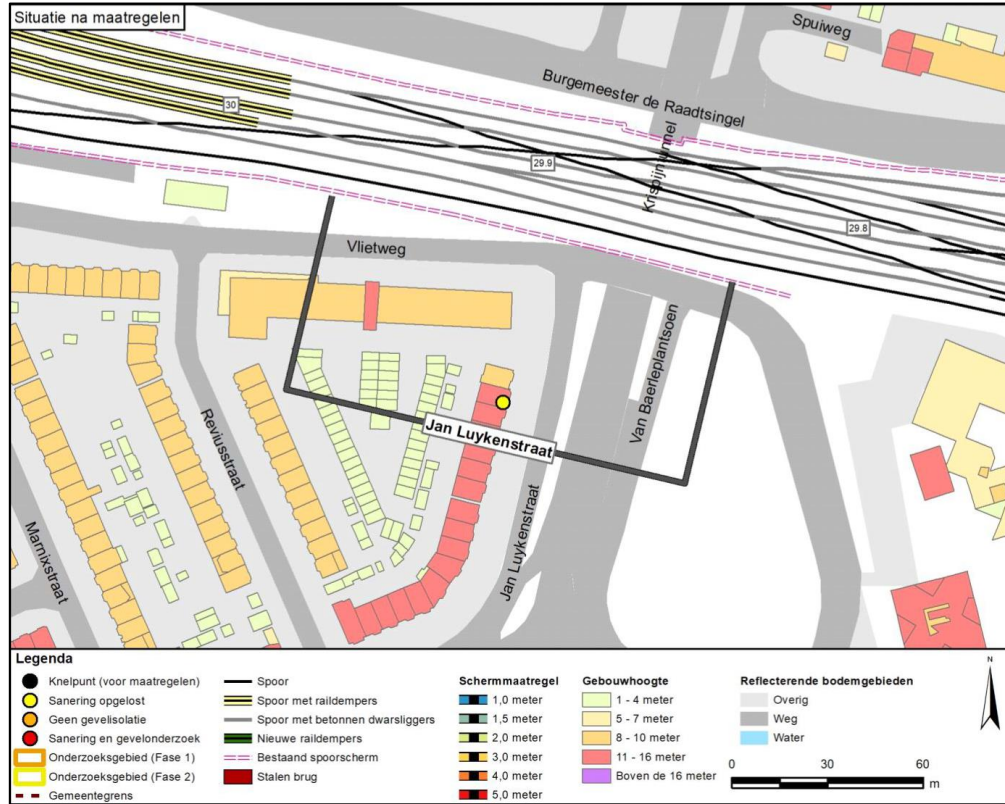 Situatie na maatregelen
Spuiweg
Burgemeester de Raadtsingel
30
29.9
Krispijntunnel
29.8
Vlietweg
Van Baerleplantsoen
Jan Luykenstraat
Reviusstraat
Jan Luykenstraat
Marnixstraat
Legenda
Knelpunt (voor maatregelen)
Sanering opgelost
Geen gevelisolatie
Sanering en gevelonderzoek
Onderzoeksgebied (Fase 1)
Onderzoeksgebied (Fase 2)
Gemeentegrens
Spoor
Spoor met raildempers
Spoor met betonnen dwarsliggers
Nieuwe raildempers
Bestaand spoorscherm
Stalen brug
Schermmaatregel
1,0 meter
1,5 meter
2,0 meter
3,0 meter
4,0 meter
5,0 meter
Gebouwhoogte
1 - 4 meter
5 - 7 meter
8 - 10 meter
11 - 16 meter
Boven de 16 meter
Reflecterende bodemgebieden
Overig
Weg
Water
N
0 30 60
m